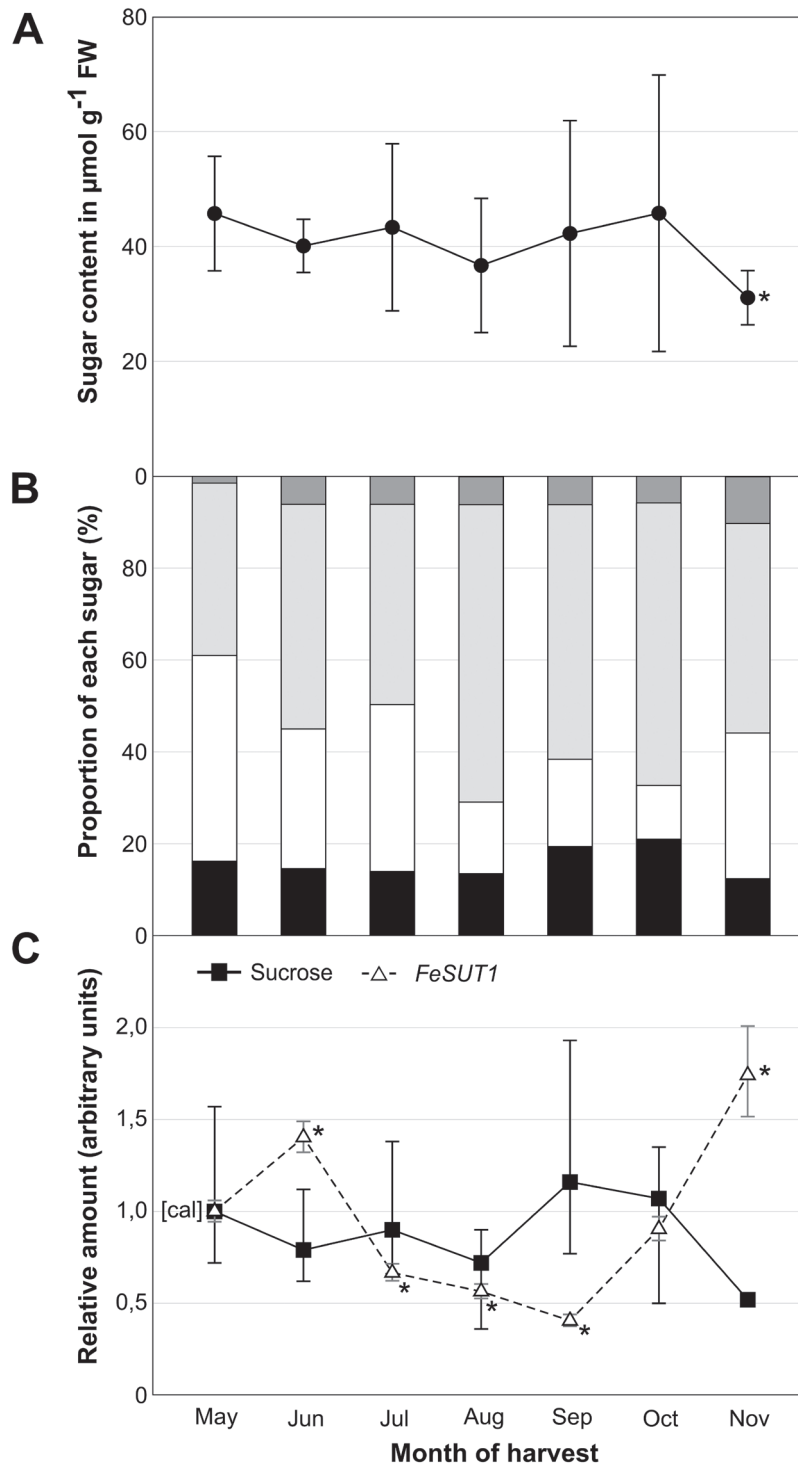 A
Sugar content in µmol g-1 FW
80
60
40
20
0
*
B
Proportion of each sugar (%)
80
60
40
20
0
C
Relative amount (arbitrary units)
Sucrose FeSUT1
2,0
1,5
1,0
0,5
0
[cal]
*
*
*
*
*
May Jun Jul Aug Sep Oct Nov
Month of harvest